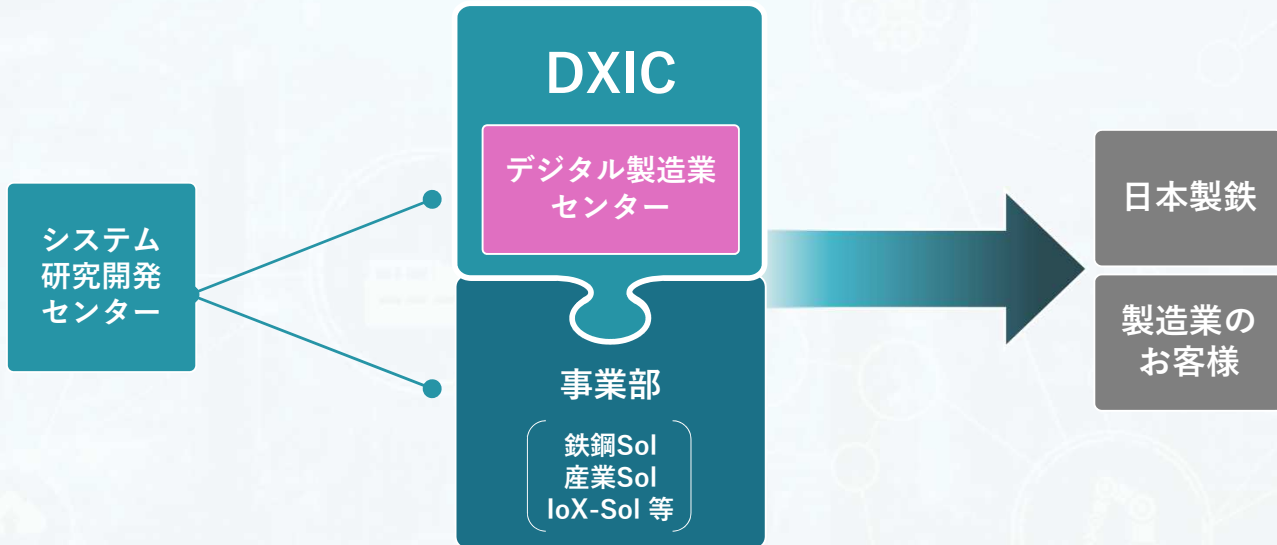 システム
研究開発
センター
DXIC
デジタル製造業
センター
事業部
鉄鋼Sol
産業Sol
IoX-Sol 等
日本製鉄
製造業の
お客様